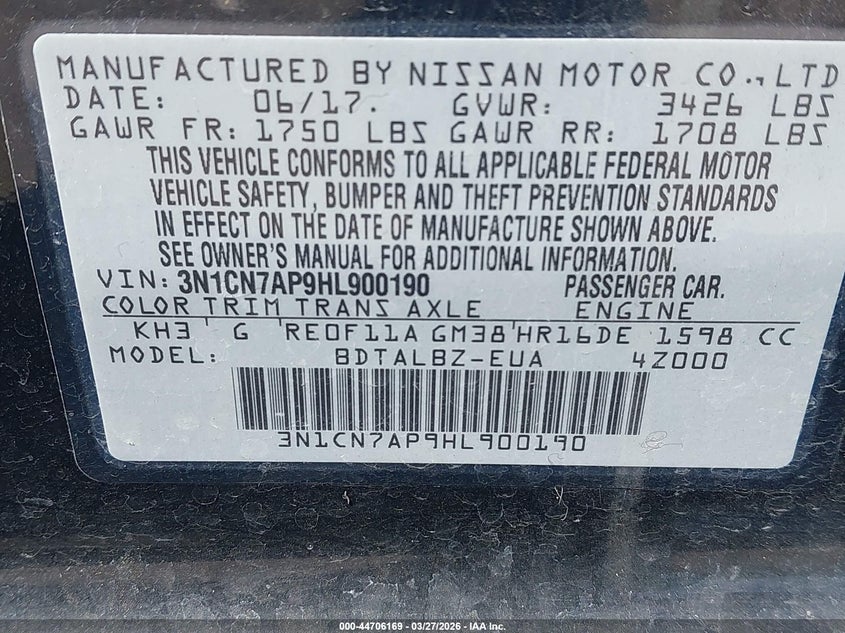 MANUFACTURED BY NISSAN MOTOR CO., LTD
DATE: 06/17. GVWR: 3426 LBS
GAWR FR: 1750 LBS GAWR RR: 1708 LBS
THIS VEHICLE CONFORMS TO ALL APPLICABLE FEDERAL MOTOR
VEHICLE SAFETY, BUMPER AND THEFT PREVENTION STANDARDS
IN EFFECT ON THE DATE OF MANUFACTURE SHOWN ABOVE.
SEE OWNER'S MANUAL FOR ADDITIONAL INFORMATION.
VIN: 3N1CN7AP9HL900190 PASSENGER CAR.
COLOR TRIM TRANS AXLE ENGINE
KH3 G RE0F11A GM38 HR16DE 1598 CC
MODEL: BDTALBZ-EUA 4Z000
3N1CN7AP9HL900190
000-44706169 - 03/27/2026 - IAA Inc.